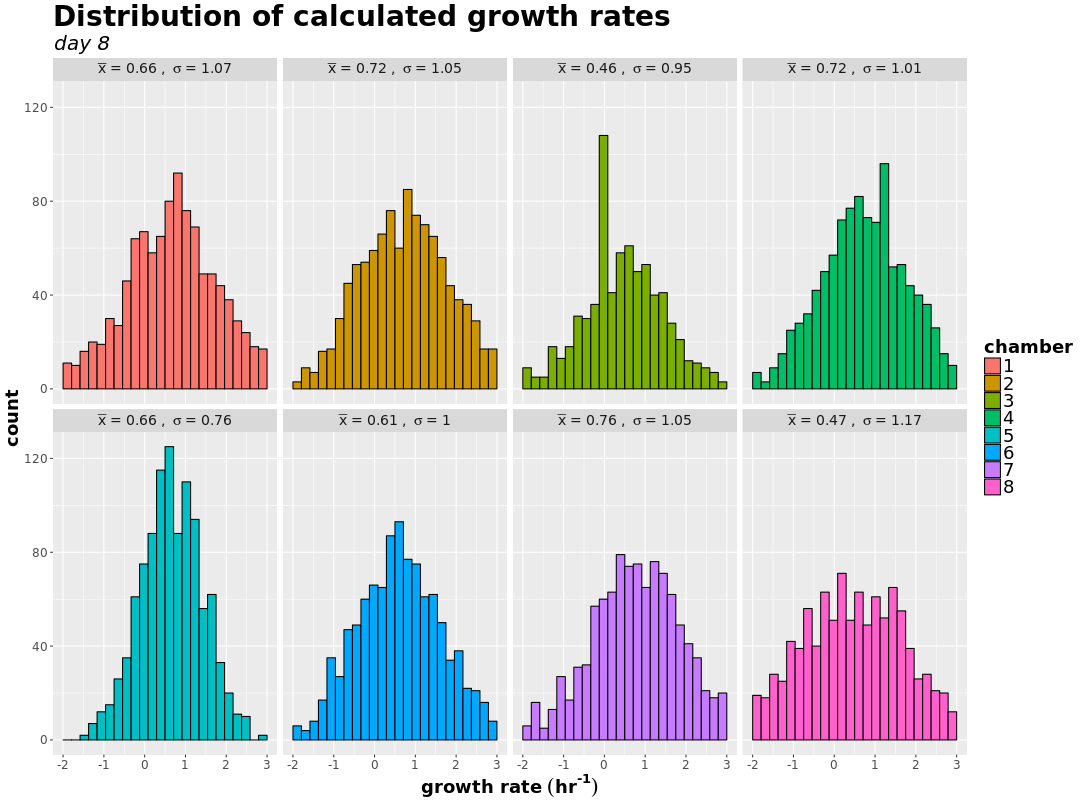 Distribution of calculated growth rates
day 8
x̅ = 0.66 , σ = 1.07
x̅ = 0.72 , σ = 1.05
x̅ = 0.46 , σ = 0.95
x̅ = 0.72 , σ = 1.01
120
80
40
0
x̅ = 0.66 , σ = 0.76
x̅ = 0.61 , σ = 1
x̅ = 0.76 , σ = 1.05
x̅ = 0.47 , σ = 1.17
120
80
40
0
-2 -1 0 1 2 3
-2 -1 0 1 2 3
-2 -1 0 1 2 3
-2 -1 0 1 2 3
count
growth rate (hr⁻¹)
chamber
1
2
3
4
5
6
7
8